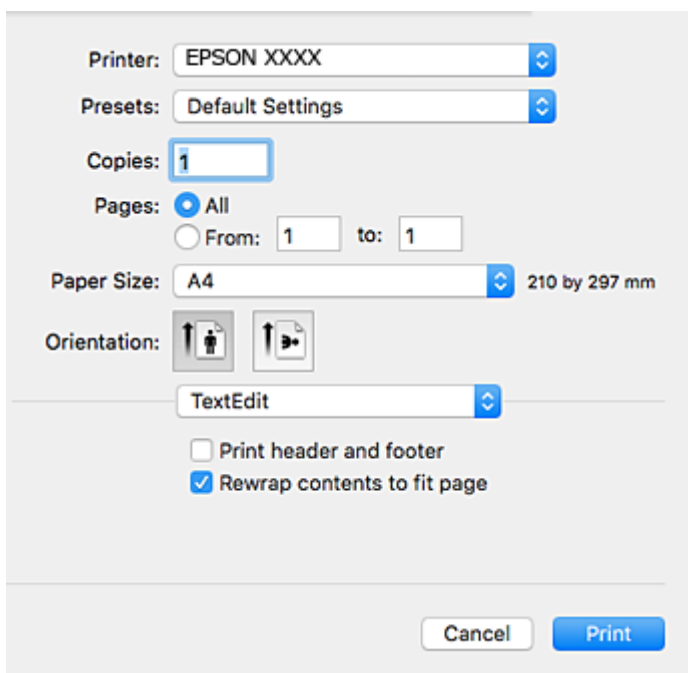 Printer: EPSON XXXX
Presets: Default Settings
Copies: 1
Pages: All
From: 1 to: 1
Paper Size: A4 210 by 297 mm
Orientation:
TextEdit
Print header and footer
Rewrap contents to fit page
Cancel Print